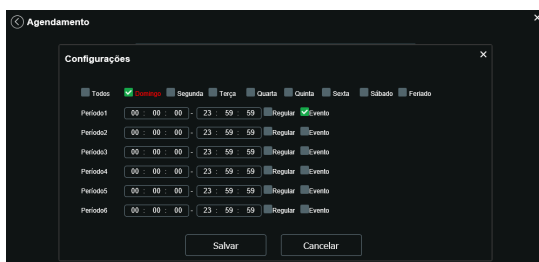 Agendamento
Configurações
Todos Domingo Segunda Terça Quarta Quinta Sexta Sábado Feriado
Período1 00 : 00 : 00 - 23 : 59 : 59 Regular Evento
Período2 00 : 00 : 00 - 23 : 59 : 59 Regular Evento
Período3 00 : 00 : 00 - 23 : 59 : 59 Regular Evento
Período4 00 : 00 : 00 - 23 : 59 : 59 Regular Evento
Período5 00 : 00 : 00 - 23 : 59 : 59 Regular Evento
Período6 00 : 00 : 00 - 23 : 59 : 59 Regular Evento
Salvar Cancelar